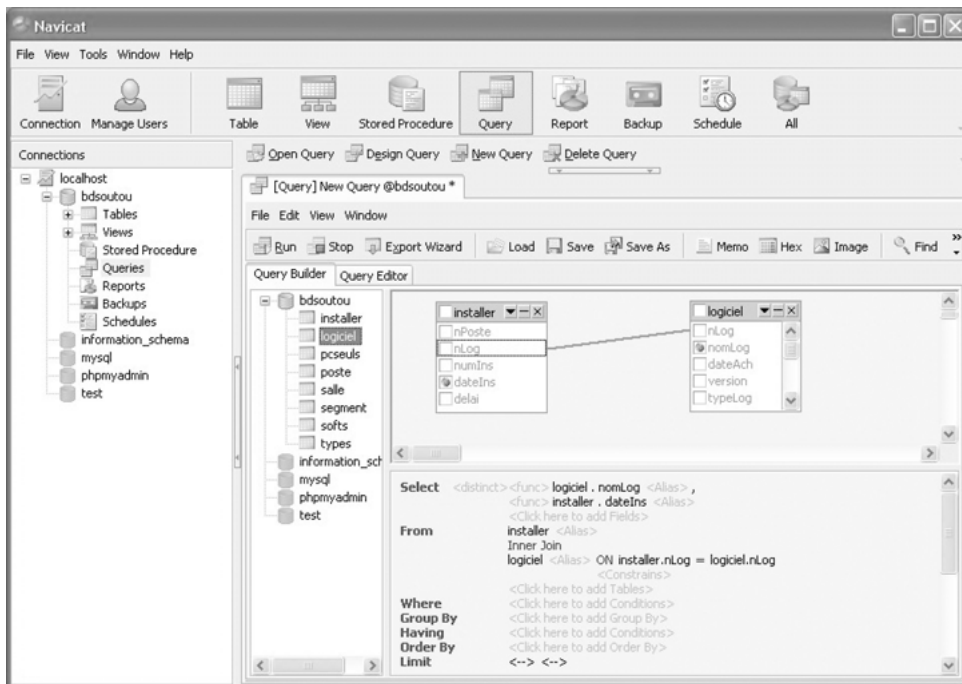 Navicat
File View Tools Window Help
Connection Manage Users Table View Stored Procedure Query Report Backup Schedule All
Connections
Open Query Design Query New Query Delete Query
localhost
bdsoutou
Tables
Views
Stored Procedure
Queries
Reports
Backups
Schedules
information_schema
mysql
phpmyadmin
test
[Query] New Query @bdsoutou *
File Edit View Window
Run Stop Export Wizard Load Save Save As Memo Hex Image Find »
Query Builder Query Editor
bdsoutou
installer
logiciel
pcseuls
poste
salle
segment
softs
types
information_sch
mysql
phpmyadmin
test
installer
nPoste
nLog
numIns
dateIns
delai
logiciel
nLog
nomLog
dateAch
version
typeLog
Select <distinct> <func> logiciel . nomLog <Alias> ,
<func> installer . dateIns <Alias>
<Click here to add Fields>
From installer <Alias>
Inner Join
logiciel <Alias> ON installer.nLog = logiciel.nLog
<Constrains>
<Click here to add Tables>
Where <Click here to add Conditions>
Group By <Click here to add Group By>
Having <Click here to add Conditions>
Order By <Click here to add Order By>
Limit <--> <-->